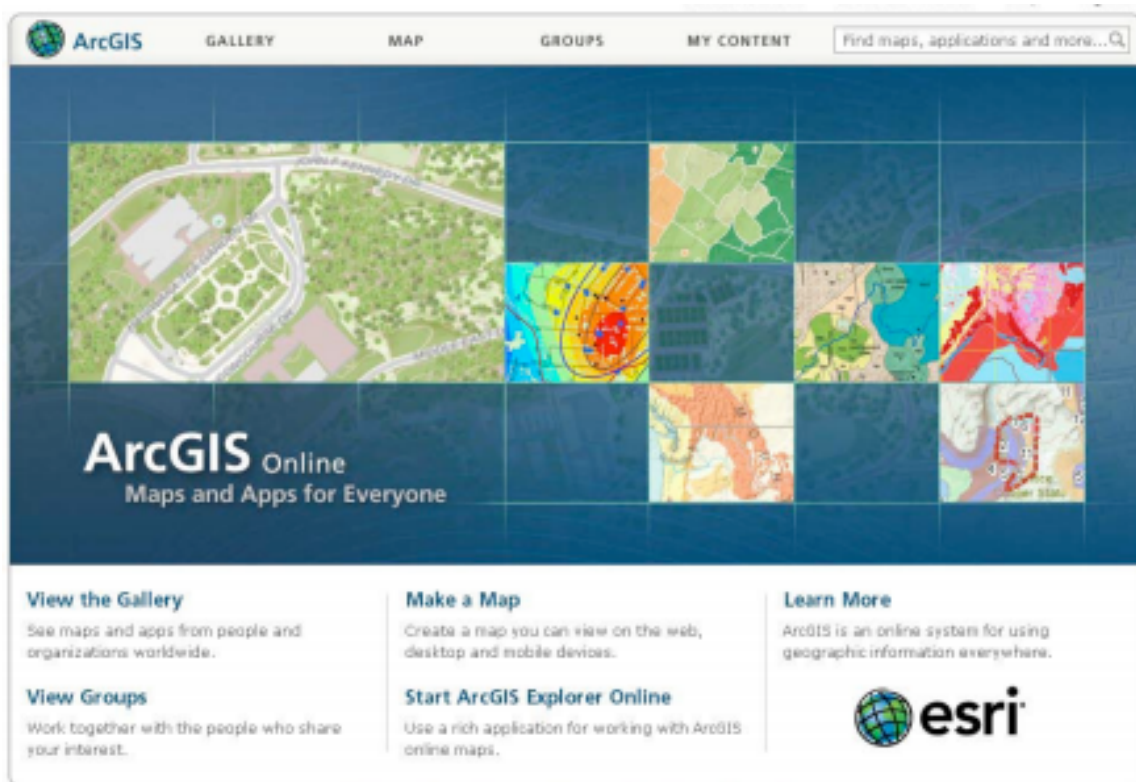 ArcGIS
GALLERY
MAP
GROUPS
MY CONTENT
Find maps, applications and more...
JOHN F KENNEDY DR
ArcGIS Online
Maps and Apps for Everyone
View the Gallery
See maps and apps from people and
organizations worldwide.
View Groups
Work together with the people who share
your interest.
Make a Map
Create a map you can view on the web,
desktop and mobile devices.
Start ArcGIS Explorer Online
Use a rich application for working with ArcGIS
online maps.
Learn More
ArcGIS is an online system for using
geographic information everywhere.
esri